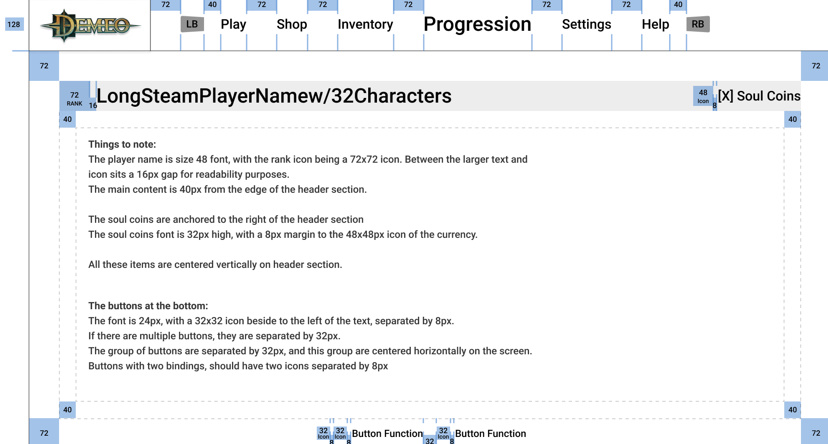 72 40 72 72 72 72 72 40
128 DEMEO LB Play Shop Inventory Progression Settings Help RB
72 72
72 RANK 16 LongSteamPlayerNamew/32Characters 48 Icon 8 [X] Soul Coins
40 40
Things to note:
The player name is size 48 font, with the rank icon being a 72x72 icon. Between the larger text and
icon sits a 16px gap for readability purposes.
The main content is 40px from the edge of the header section.
The soul coins are anchored to the right of the header section
The soul coins font is 32px high, with a 8px margin to the 48x48px icon of the currency.
All these items are centered vertically on header section.
The buttons at the bottom:
The font is 24px, with a 32x32 icon beside to the left of the text, separated by 8px.
If there are multiple buttons, they are separated by 32px.
The group of buttons are separated by 32px, and this group are centered horizontally on the screen.
Buttons with two bindings, should have two icons separated by 8px
40 40
72 32 Icon 8 32 Icon 8 Button Function 32 32 Icon 8 Button Function 72